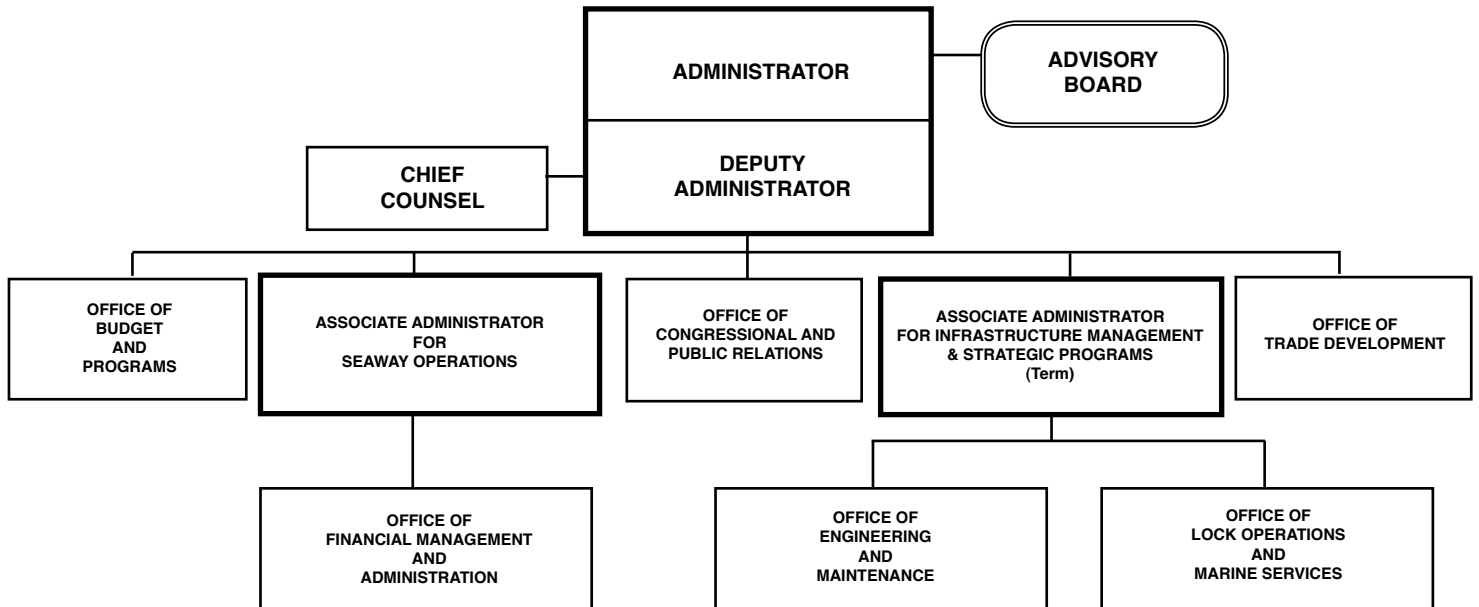 ADMINISTRATOR
ADVISORY
BOARD
DEPUTY
ADMINISTRATOR
CHIEF
COUNSEL
OFFICE OF
BUDGET
AND
PROGRAMS
ASSOCIATE ADMINISTRATOR
FOR
SEAWAY OPERATIONS
OFFICE OF
CONGRESSIONAL AND
PUBLIC RELATIONS
ASSOCIATE ADMINISTRATOR
FOR INFRASTRUCTURE MANAGEMENT
& STRATEGIC PROGRAMS
(Term)
OFFICE OF
TRADE DEVELOPMENT
OFFICE OF
FINANCIAL MANAGEMENT
AND
ADMINISTRATION
OFFICE OF
ENGINEERING
AND
MAINTENANCE
OFFICE OF
LOCK OPERATIONS
AND
MARINE SERVICES